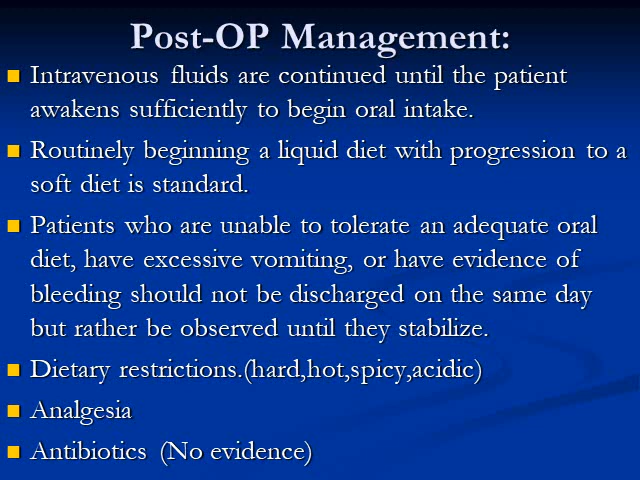 Post-OP Management:
Intravenous fluids are continued until the patient
awakens sufficiently to begin oral intake.
Routinely beginning a liquid diet with progression to a
soft diet is standard.
Patients who are unable to tolerate an adequate oral
diet, have excessive vomiting, or have evidence of
bleeding should not be discharged on the same day
but rather be observed until they stabilize.
Dietary restrictions.(hard,hot,spicy,acidic)
Analgesia
Antibiotics (No evidence)